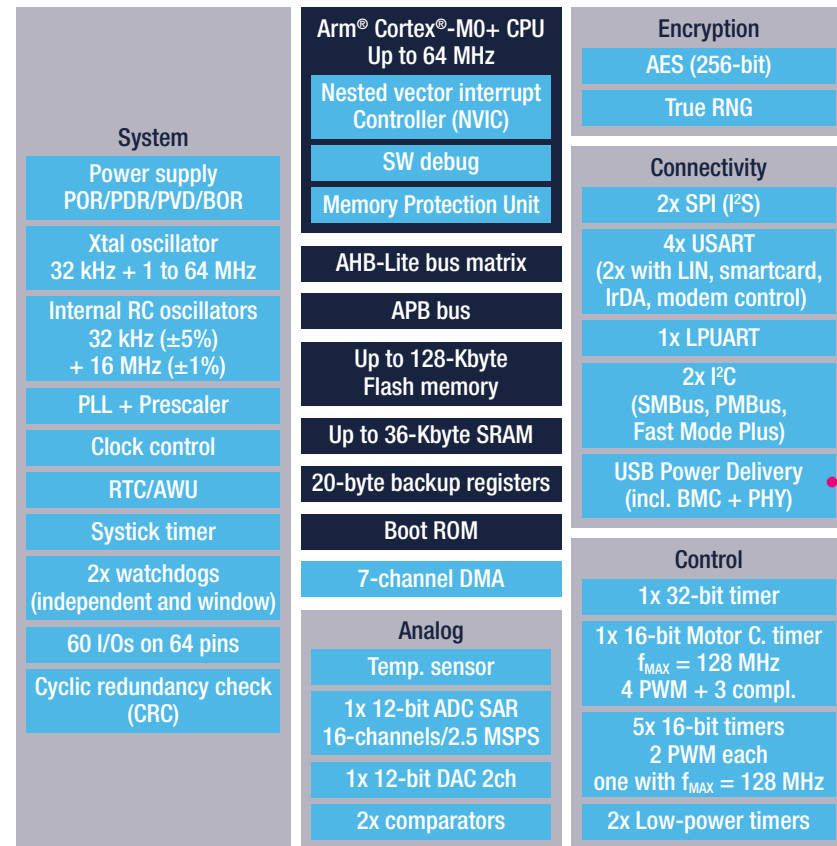 System
Power supply
POR/PDR/PVD/BOR
Xtal oscillator
32 kHz + 1 to 64 MHz
Internal RC oscillators
32 kHz (±5%)
+ 16 MHz (±1%)
PLL + Prescaler
Clock control
RTC/AWU
Systick timer
2x watchdogs
(independent and window)
60 I/Os on 64 pins
Cyclic redundancy check
(CRC)
Arm® Cortex®-M0+ CPU
Up to 64 MHz
Nested vector interrupt
Controller (NVIC)
SW debug
Memory Protection Unit
AHB-Lite bus matrix
APB bus
Up to 128-Kbyte
Flash memory
Up to 36-Kbyte SRAM
20-byte backup registers
Boot ROM
7-channel DMA
Analog
Temp. sensor
1x 12-bit ADC SAR
16-channels/2.5 MSPS
1x 12-bit DAC 2ch
2x comparators
Encryption
AES (256-bit)
True RNG
Connectivity
2x SPI (I²S)
4x USART
(2x with LIN, smartcard,
IrDA, modem control)
1x LPUART
2x I²C
(SMBus, PMBus,
Fast Mode Plus)
USB Power Delivery
(incl. BMC + PHY)
Control
1x 32-bit timer
1x 16-bit Motor C. timer
fMAX = 128 MHz
4 PWM + 3 compl.
5x 16-bit timers
2 PWM each
one with fMAX = 128 MHz
2x Low-power timers